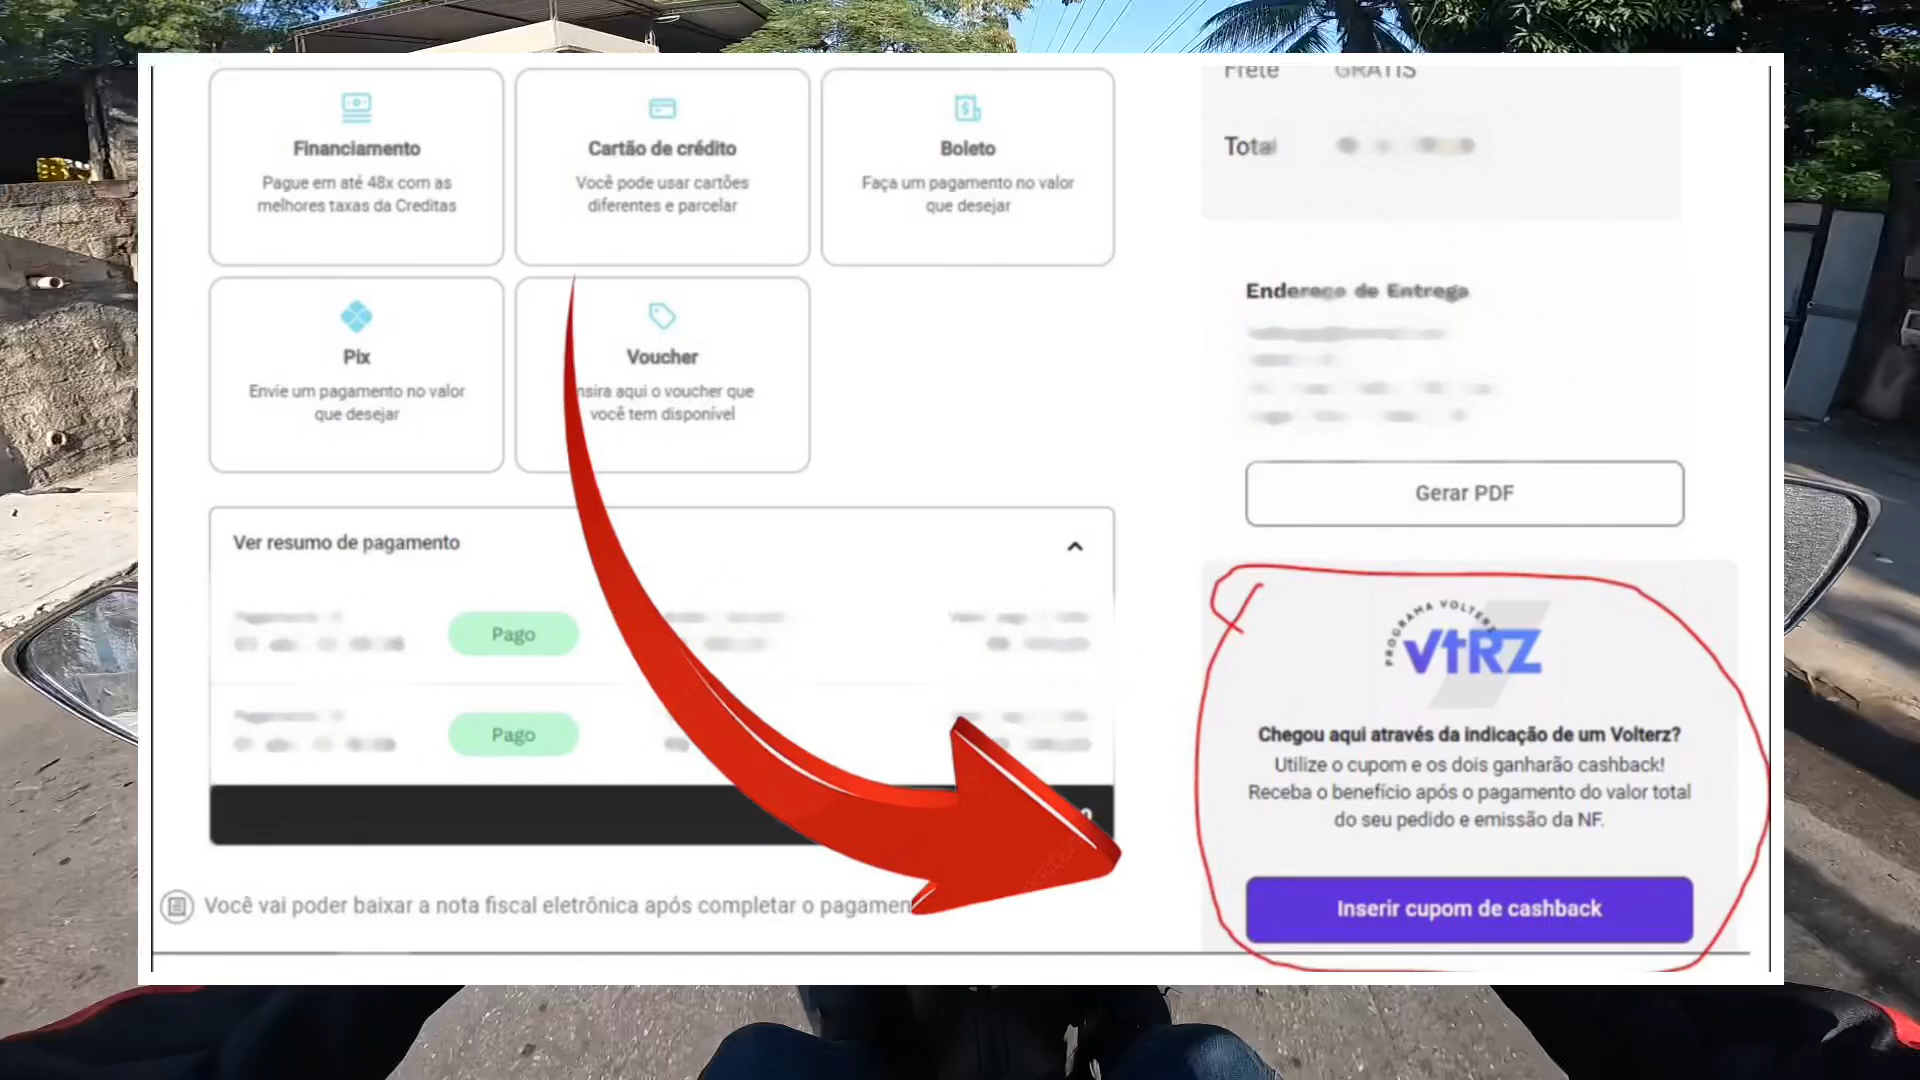 Frete GRÁTIS
Financiamento
Pague em até 48x com as
melhores taxas da Creditas
Cartão de crédito
Você pode usar cartões
diferentes e parcelar
Boleto
Faça um pagamento no valor
que desejar
Total
Pix
Envie um pagamento no valor
que desejar
Voucher
nsira aqui o voucher que
você tem disponível
Endereço de Entrega
Gerar PDF
Ver resumo de pagamento
Pago
Pago
PROGRAMA VOLTERZ
VtRZ
Chegou aqui através da indicação de um Volterz?
Utilize o cupom e os dois ganharão cashback!
Receba o benefício após o pagamento do valor total
do seu pedido e emissão da NF.
Inserir cupom de cashback
Você vai poder baixar a nota fiscal eletrônica após completar o pagamen